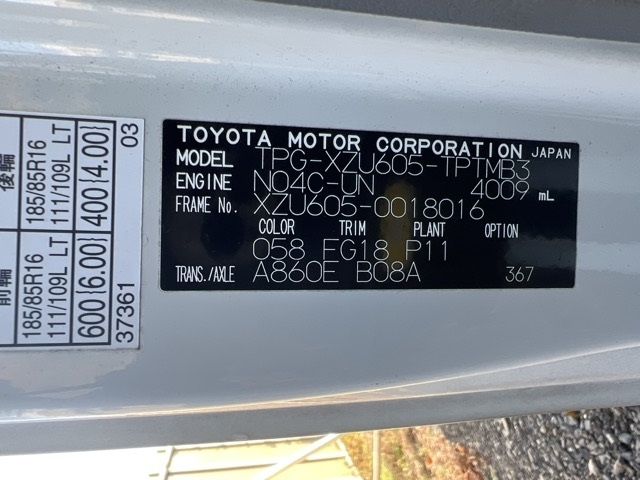 TOYOTA MOTOR CORPORATION JAPAN
MODEL TPG-XZU605-TPTMB3
ENGINE N04C-UN 4009 mL
FRAME No. XZU605-0018016
COLOR TRIM PLANT OPTION
058 FG18 P11
TRANS./AXLE A860E B08A 367
前輪 後輪
185/85R16 185/85R16
111/109L LT 111/109L LT
600(6.00) 400(4.00)
37361 03